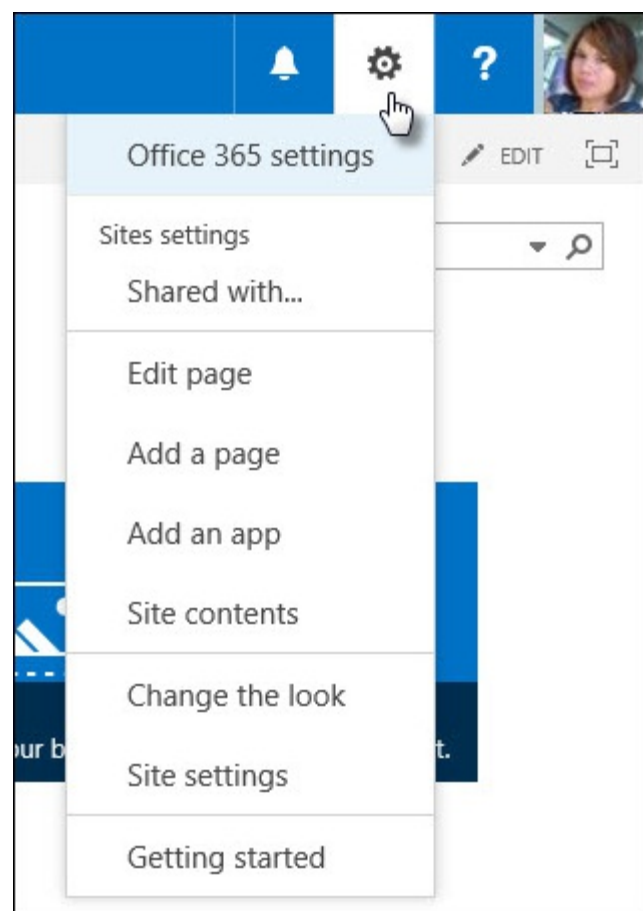 ?
Office 365 settings
EDIT
Sites settings
Shared with...
Edit page
Add a page
Add an app
Site contents
Change the look
our b
t.
Site settings
Getting started